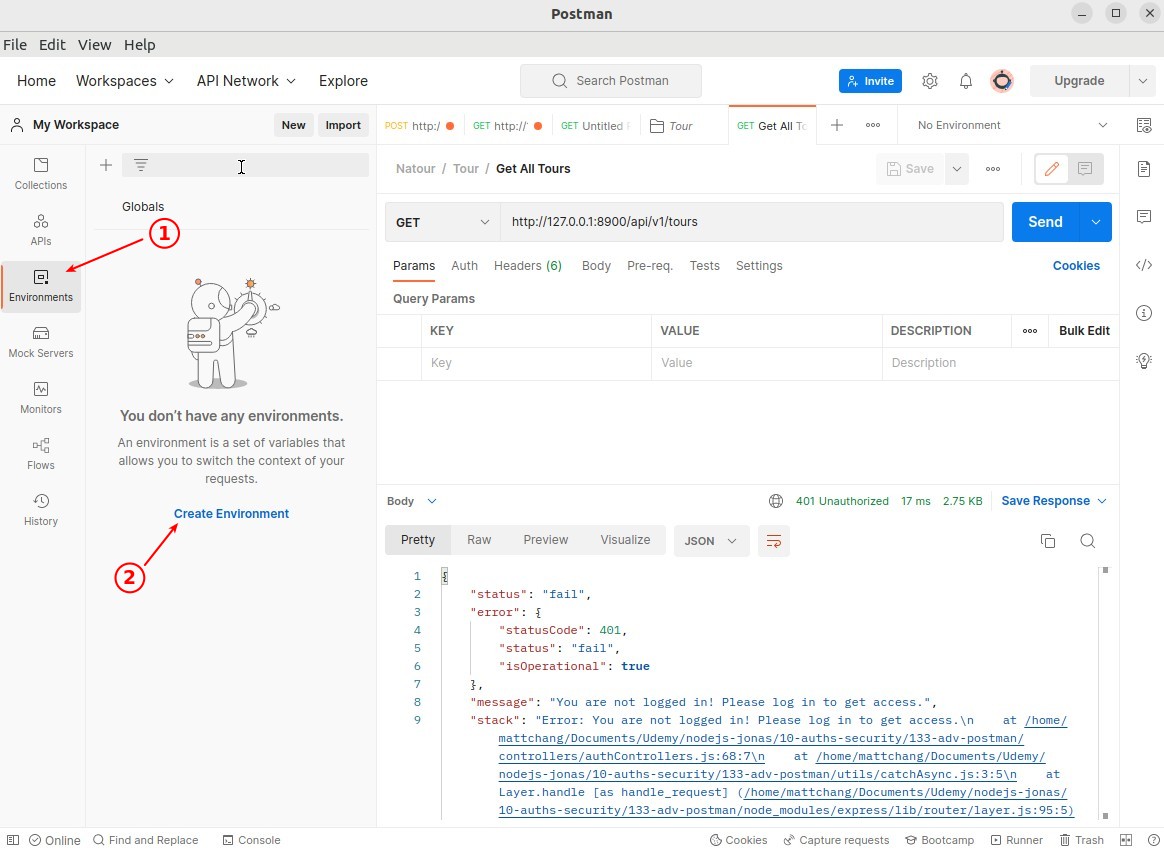 Postman
File Edit View Help
Home Workspaces API Network Explore Search Postman Invite Upgrade
My Workspace New Import
POST http:/ GET http:// GET Untitled Tour GET Get All To No Environment
Collections
APIs
Environments
Mock Servers
Monitors
Flows
History
Globals
1
You don't have any environments.
An environment is a set of variables that
allows you to switch the context of your
requests.
Create Environment
2
Natour / Tour / Get All Tours Save
GET http://127.0.0.1:8900/api/v1/tours Send
Params Auth Headers (6) Body Pre-req. Tests Settings Cookies
Query Params
KEY VALUE DESCRIPTION Bulk Edit
Key Value Description
Body 401 Unauthorized 17 ms 2.75 KB Save Response
Pretty Raw Preview Visualize JSON
1 {
2 "status": "fail",
3 "error": {
4 "statusCode": 401,
5 "status": "fail",
6 "isOperational": true
7 },
8 "message": "You are not logged in! Please log in to get access.",
9 "stack": "Error: You are not logged in! Please log in to get access.\n at /home/
mattchang/Documents/Udemy/nodejs-jonas/10-auths-security/133-adv-postman/
controllers/authControllers.js:68:7\n at /home/mattchang/Documents/Udemy/
nodejs-jonas/10-auths-security/133-adv-postman/utils/catchAsync.js:3:5\n at
Layer.handle [as handle_request] (/home/mattchang/Documents/Udemy/nodejs-jonas/
10-auths-security/133-adv-postman/node_modules/express/lib/router/layer.js:95:5)
Online Find and Replace Console Cookies Capture requests Bootcamp Runner Trash